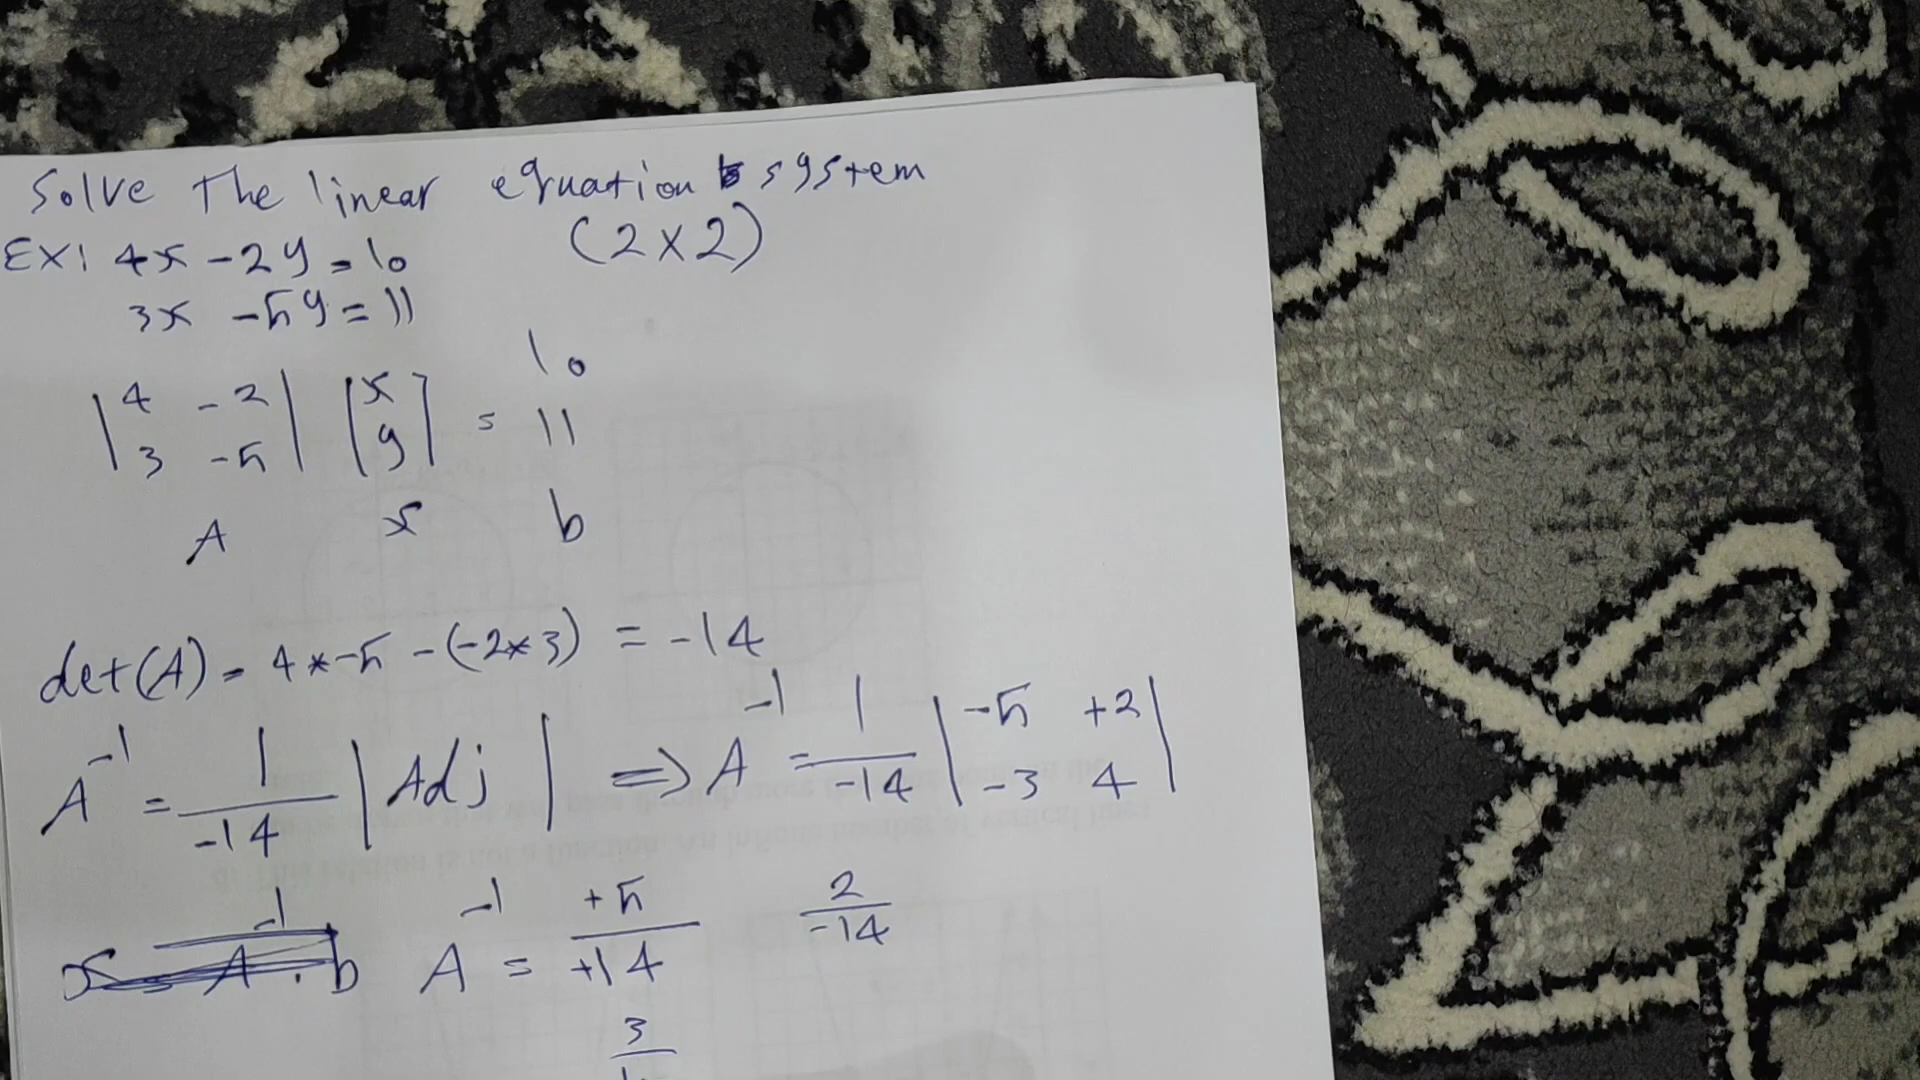 Solve The linear equation system
(2×2)
EX: 4x - 2y = 10
3x - 5y = 11
| 4 -2 | [ x ] = 10
| 3 -5 | [ y ] 11
A x b
det(A) = 4 * -5 - (-2 * 3) = -14
A⁻¹ = 1/-14 | Adj | ⇒ A⁻¹ = 1/-14 | -5 +2 |
| -3 4 |
A⁻¹ = +5/+14 2/-14
3